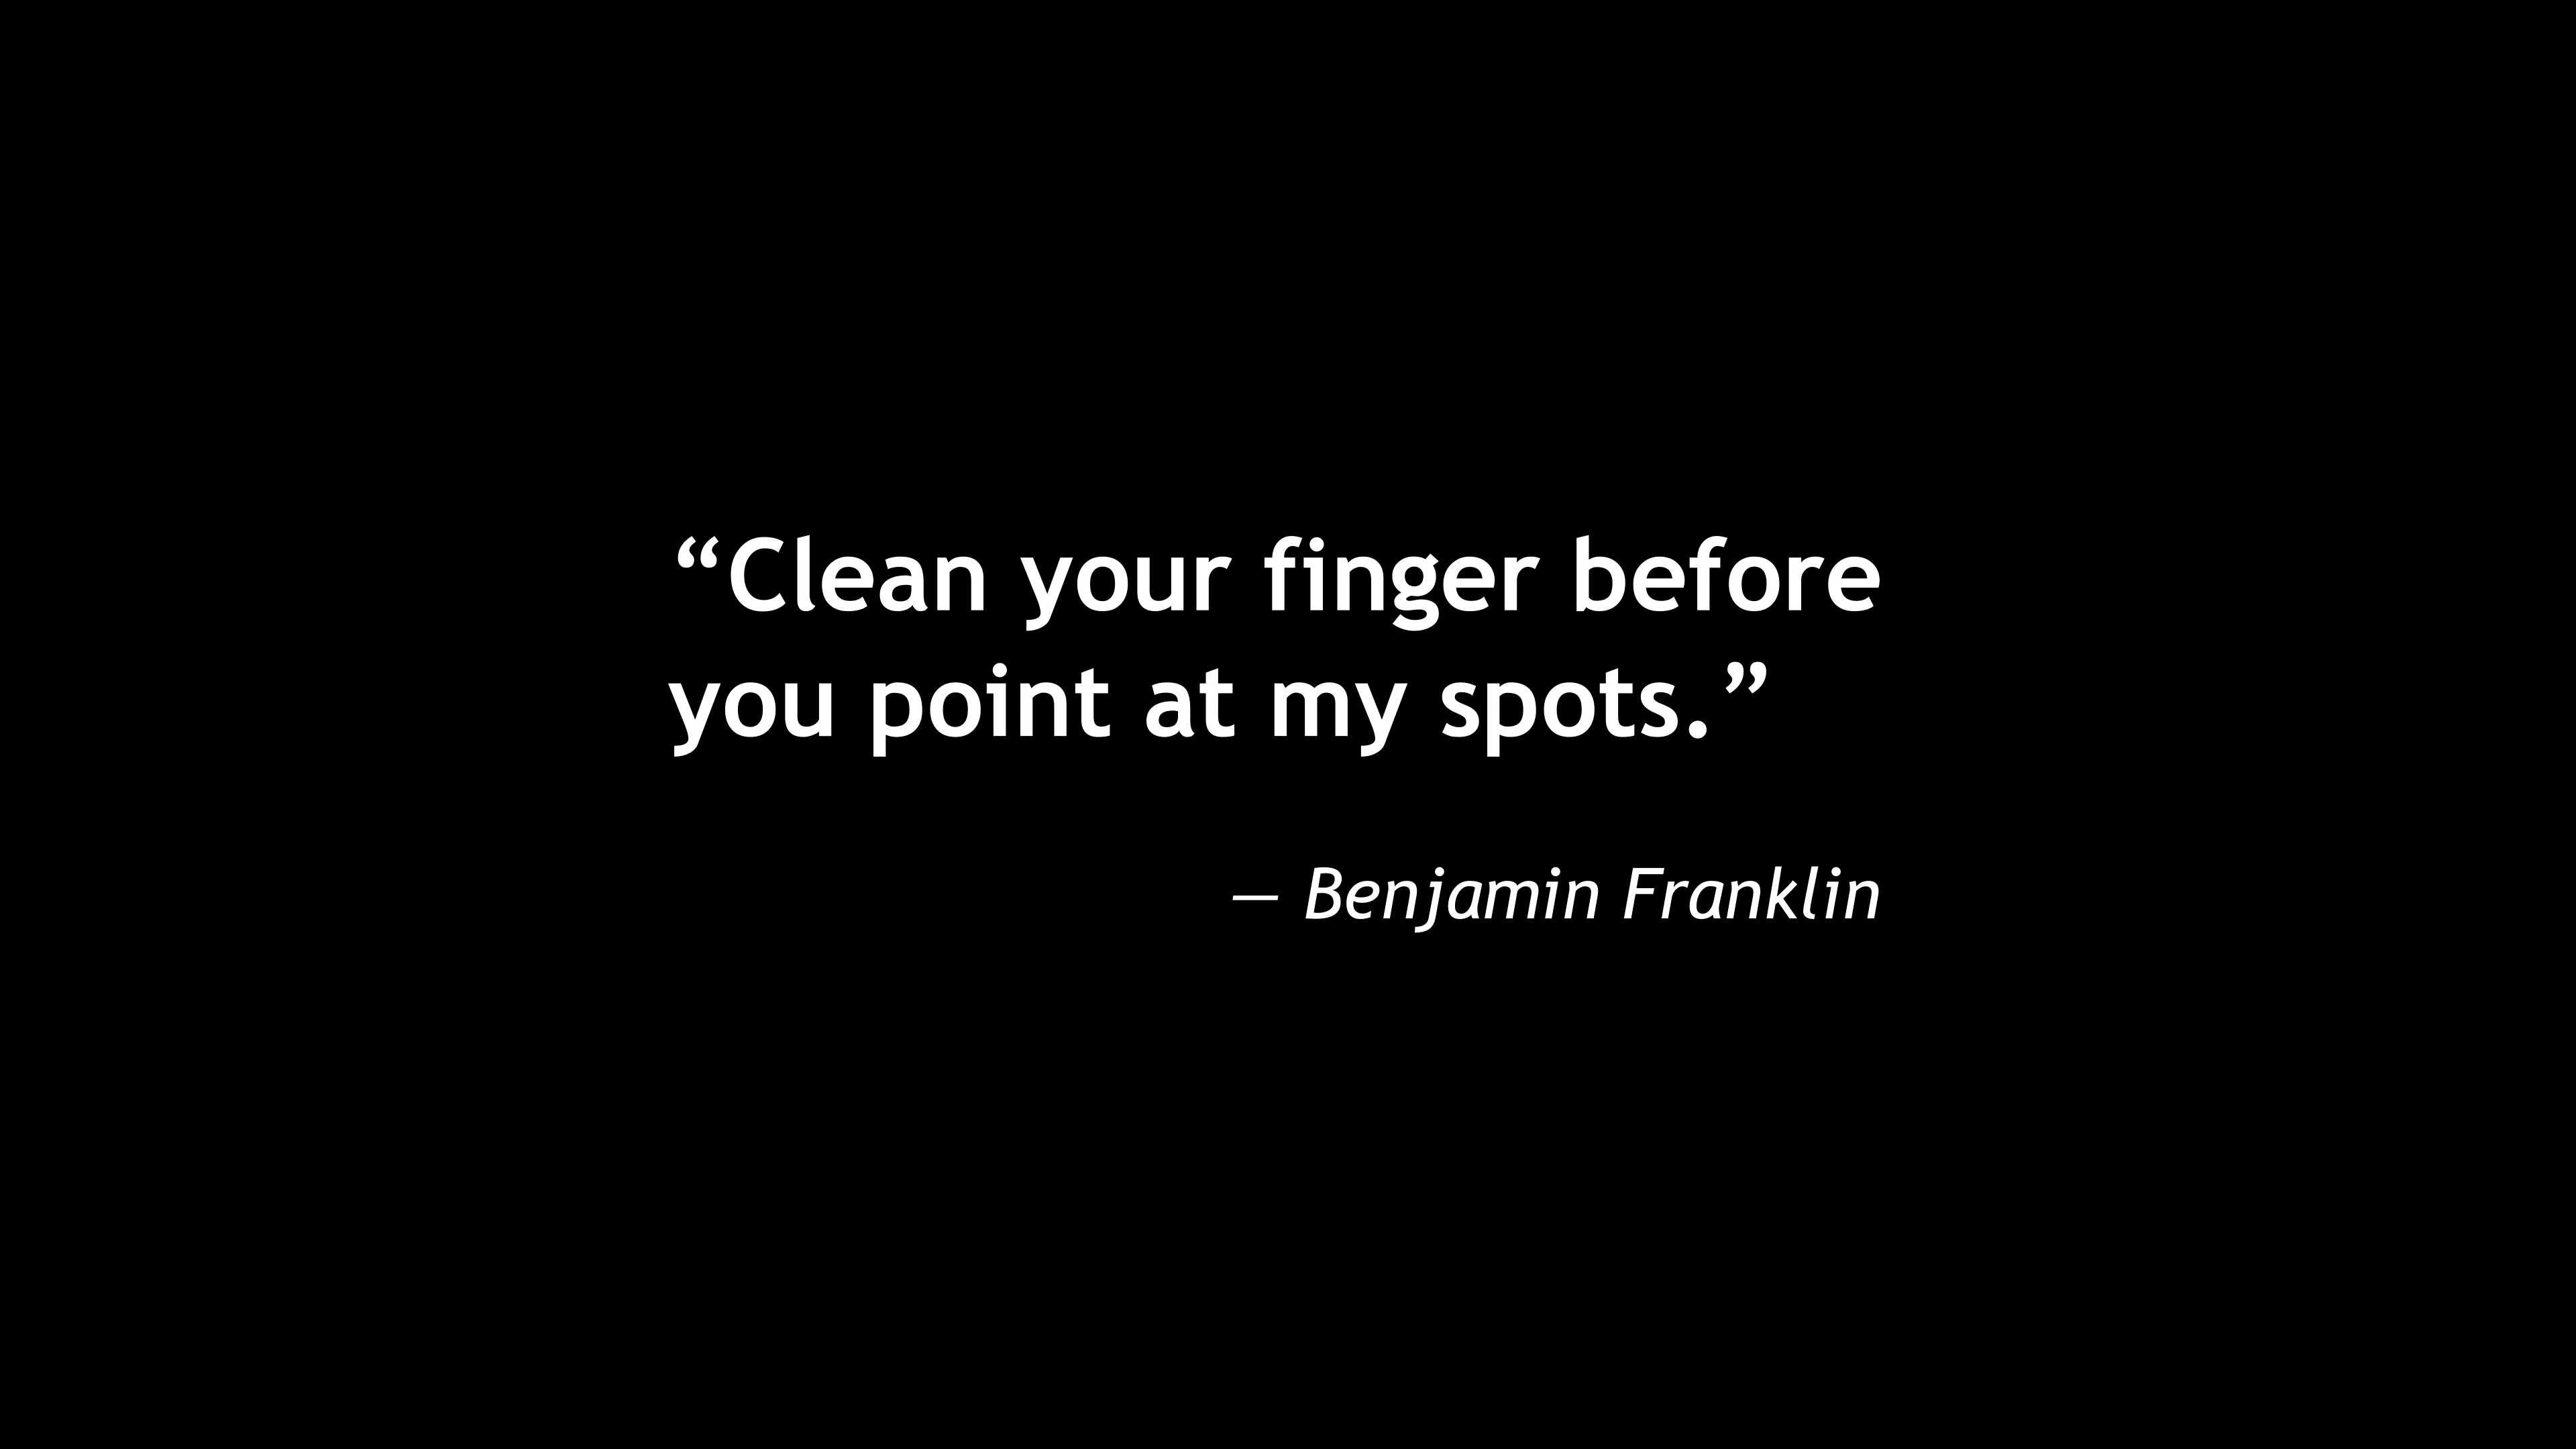 “Clean your finger before
you point at my spots.”
— Benjamin Franklin